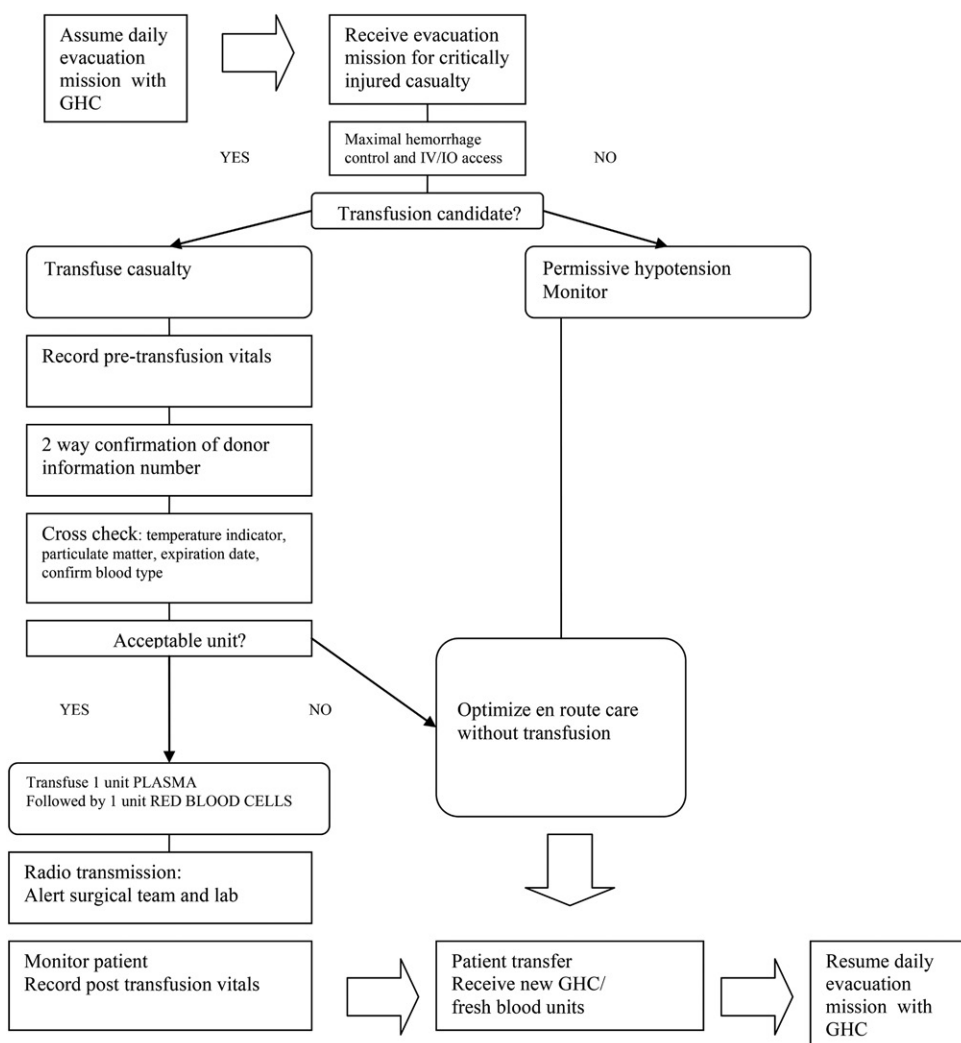 Assume daily
evacuation
mission with
GHC
Receive evacuation
mission for critically
injured casualty
Maximal hemorrhage
control and IV/IO access
YES
NO
Transfusion candidate?
Transfuse casualty
Permissive hypotension
Monitor
Record pre-transfusion vitals
2 way confirmation of donor
information number
Cross check: temperature indicator,
particulate matter, expiration date,
confirm blood type
Acceptable unit?
YES
NO
Optimize en route care
without transfusion
Transfuse 1 unit PLASMA
Followed by 1 unit RED BLOOD CELLS
Radio transmission:
Alert surgical team and lab
Monitor patient
Record post transfusion vitals
Patient transfer
Receive new GHC/
fresh blood units
Resume daily
evacuation
mission with
GHC